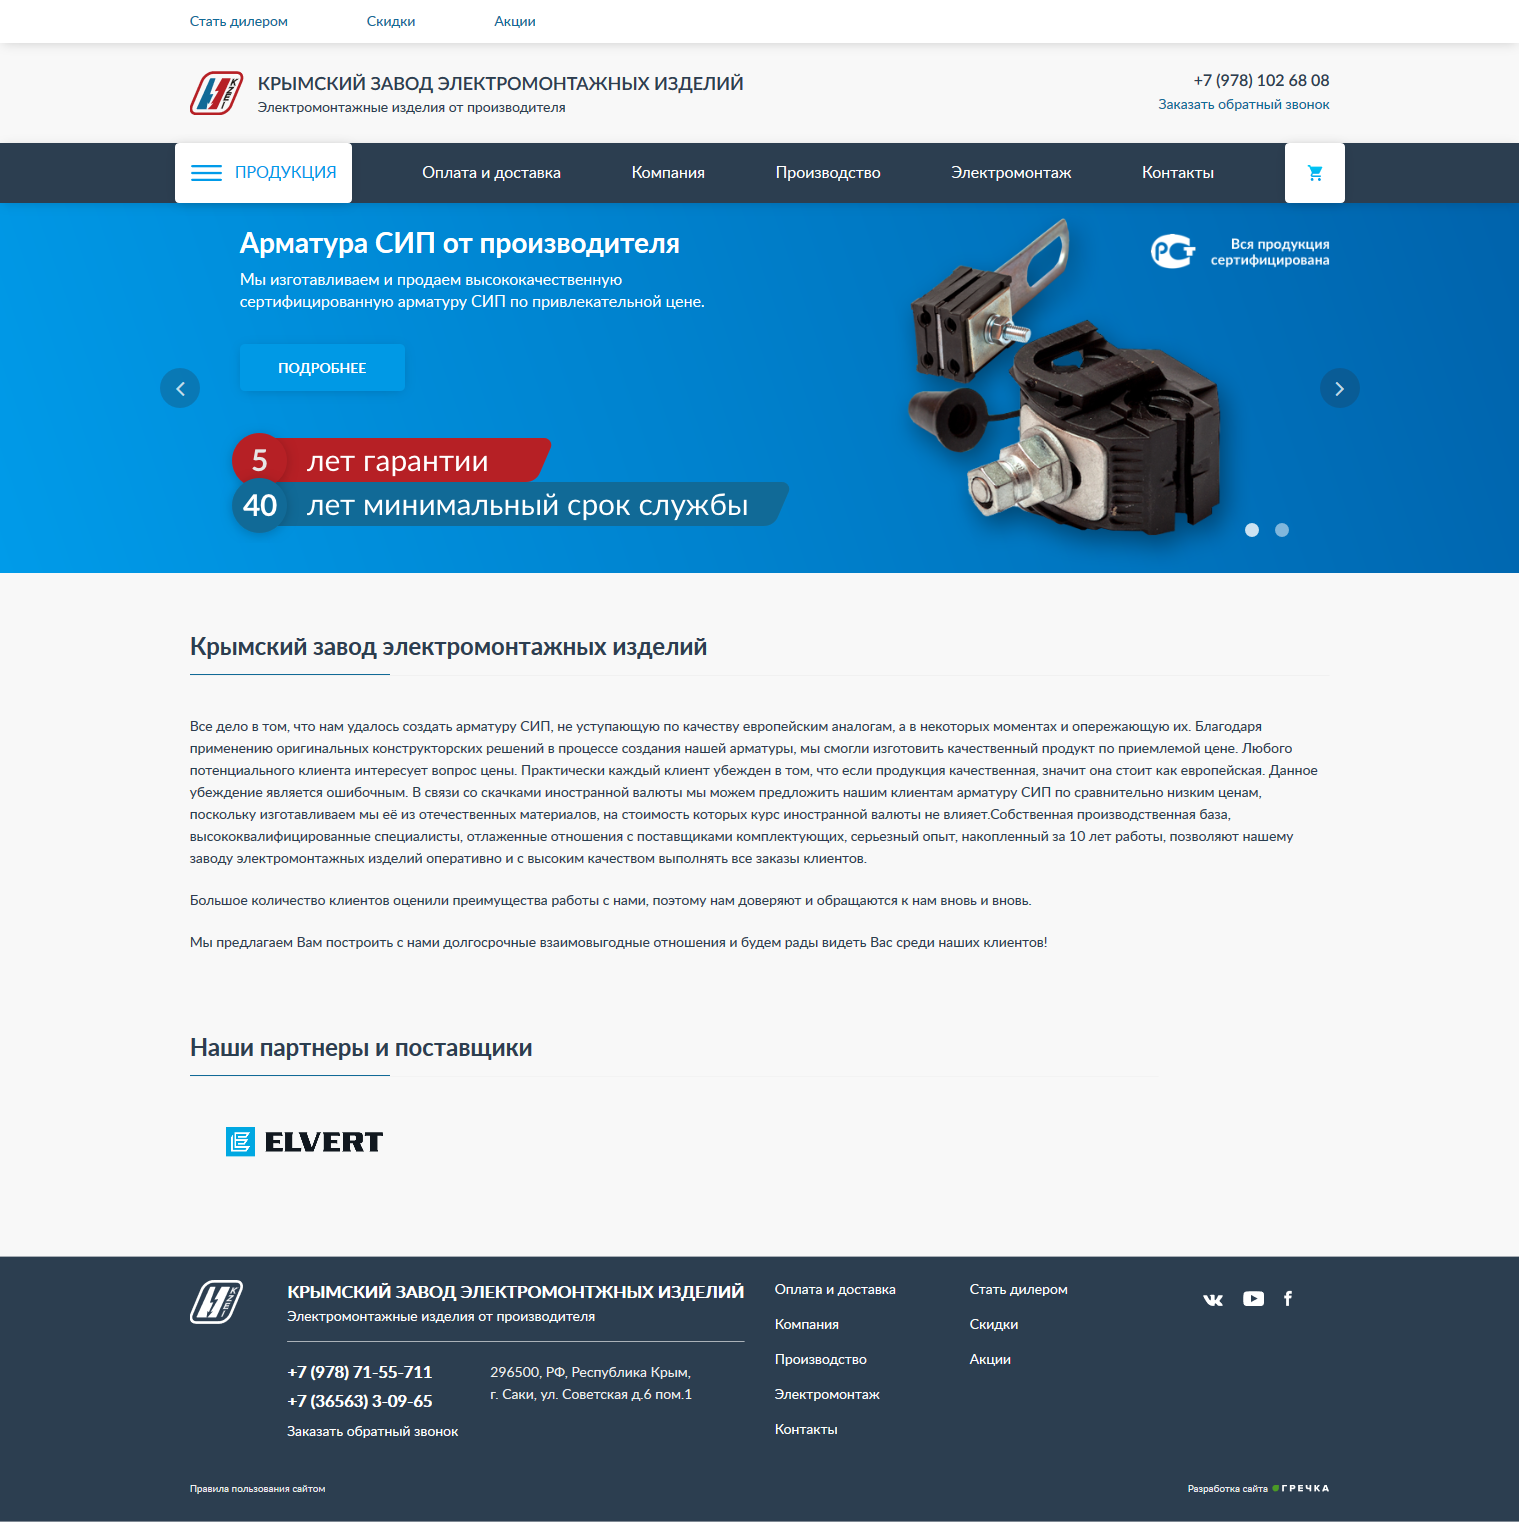 Стать дилером Скидки Акции
КРЫМСКИЙ ЗАВОД ЭЛЕКТРОМОНТАЖНЫХ ИЗДЕЛИЙ
Электромонтажные изделия от производителя
+7 (978) 102 68 08
Заказать обратный звонок
KZEI
ПРОДУКЦИЯ Оплата и доставка Компания Производство Электромонтаж Контакты
Арматура СИП от производителя
Мы изготавливаем и продаем высококачественную
сертифицированную арматуру СИП по привлекательной цене.
ПОДРОБНЕЕ
РСТ
Вся продукция
сертифицирована
5 лет гарантии
40 лет минимальный срок службы
Крымский завод электромонтажных изделий
Все дело в том, что нам удалось создать арматуру СИП, не уступающую по качеству европейским аналогам, а в некоторых моментах и опережающую их. Благодаря
применению оригинальных конструкторских решений в процессе создания нашей арматуры, мы смогли изготовить качественный продукт по приемлемой цене. Любого
потенциального клиента интересует вопрос цены. Практически каждый клиент убежден в том, что если продукция качественная, значит она стоит как европейская. Данное
убеждение является ошибочным. В связи со скачками иностранной валюты мы можем предложить нашим клиентам арматуру СИП по сравнительно низким ценам,
поскольку изготавливаем мы её из отечественных материалов, на стоимость которых курс иностранной валюты не влияет.Собственная производственная база,
высококвалифицированные специалисты, отлаженные отношения с поставщиками комплектующих, серьезный опыт, накопленный за 10 лет работы, позволяют нашему
заводу электромонтажных изделий оперативно и с высоким качеством выполнять все заказы клиентов.
Большое количество клиентов оценили преимущества работы с нами, поэтому нам доверяют и обращаются к нам вновь и вновь.
Мы предлагаем Вам построить с нами долгосрочные взаимовыгодные отношения и будем рады видеть Вас среди наших клиентов!
Наши партнеры и поставщики
ELVERT
KZEI
КРЫМСКИЙ ЗАВОД ЭЛЕКТРОМОНТЖНЫХ ИЗДЕЛИЙ
Электромонтажные изделия от производителя
+7 (978) 71-55-711
+7 (36563) 3-09-65
Заказать обратный звонок
296500, РФ, Республика Крым,
г. Саки, ул. Советская д.6 пом.1
Оплата и доставка
Компания
Производство
Электромонтаж
Контакты
Стать дилером
Скидки
Акции
Правила пользования сайтом
Разработка сайта ГРЕЧКА